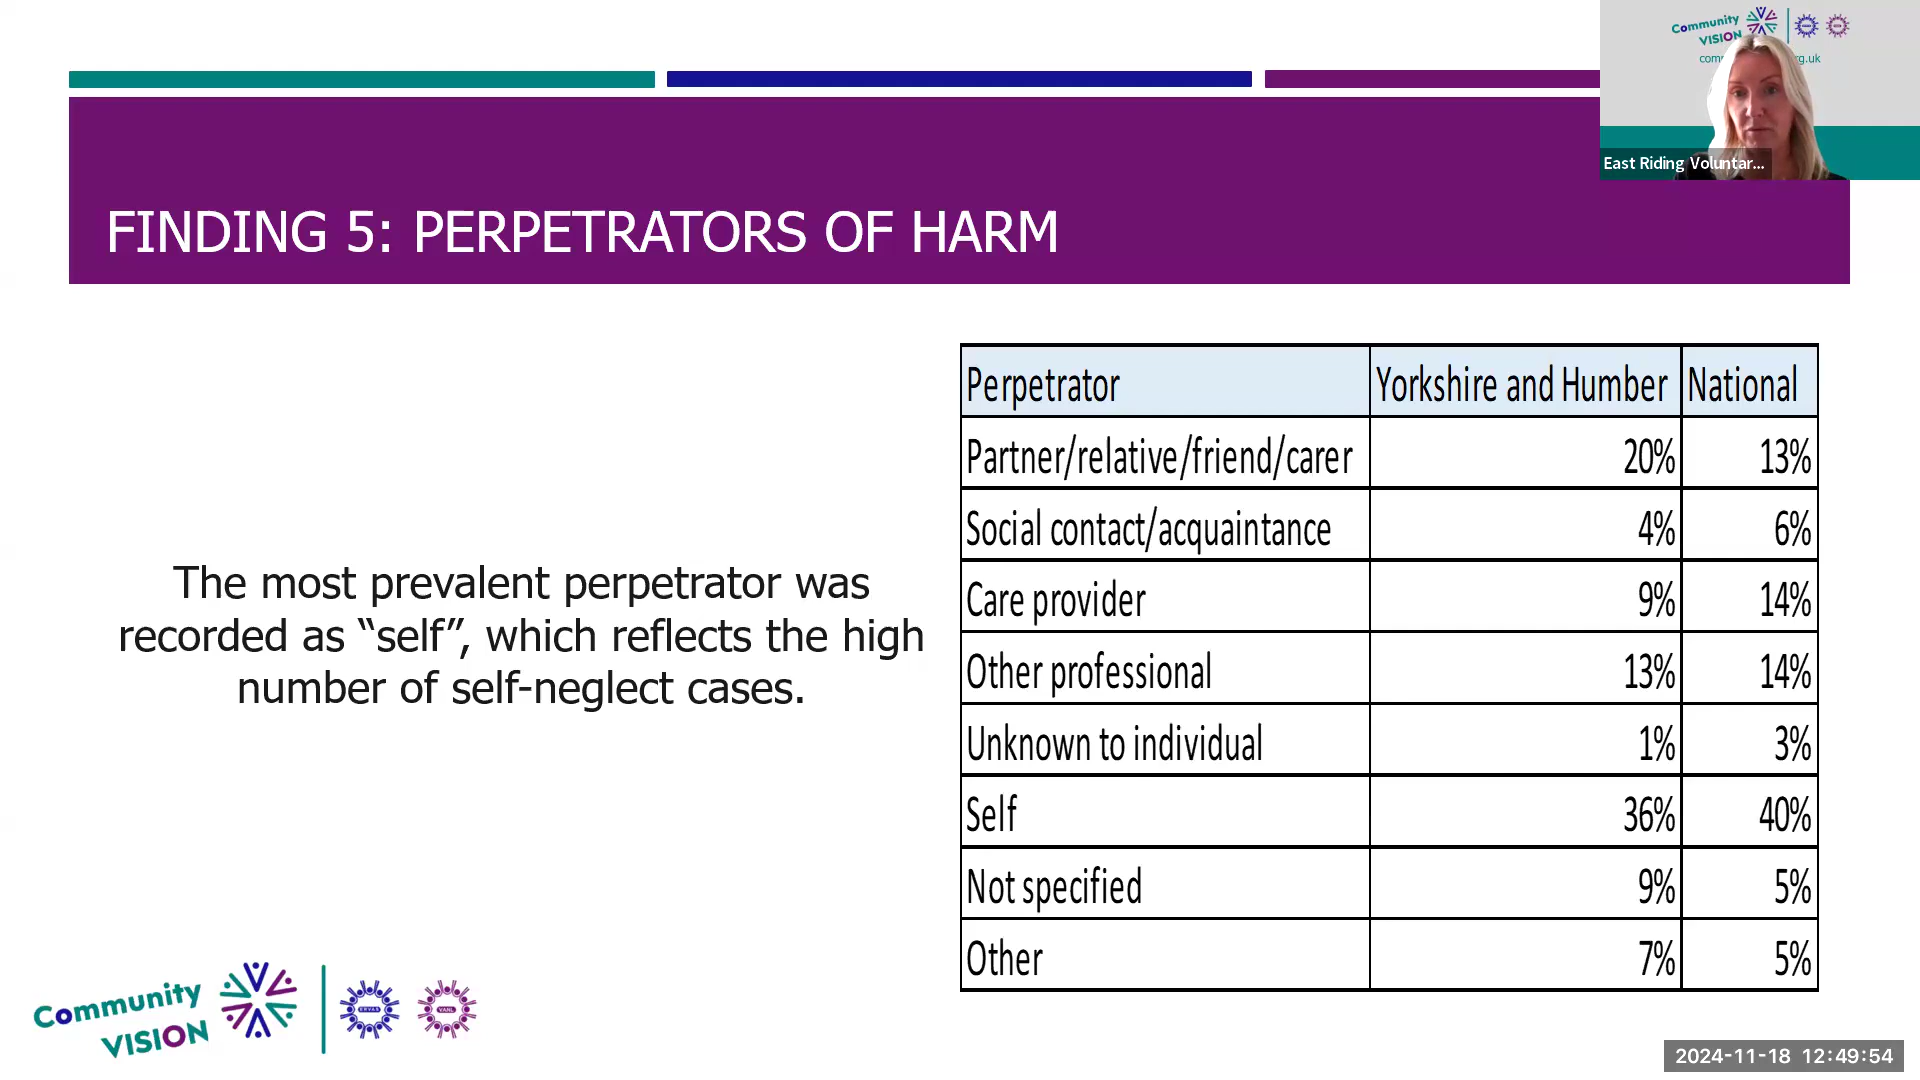 Community
VISION
East Riding Voluntar...
FINDING 5: PERPETRATORS OF HARM
The most prevalent perpetrator was
recorded as “self”, which reflects the high
number of self-neglect cases.
Perpetrator Yorkshire and Humber National
Partner/relative/friend/carer 20% 13%
Social contact/acquaintance 4% 6%
Care provider 9% 14%
Other professional 13% 14%
Unknown to individual 1% 3%
Self 36% 40%
Not specified 9% 5%
Other 7% 5%
Community
VISION
ERVAS
VANL
2024-11-18 12:49:54